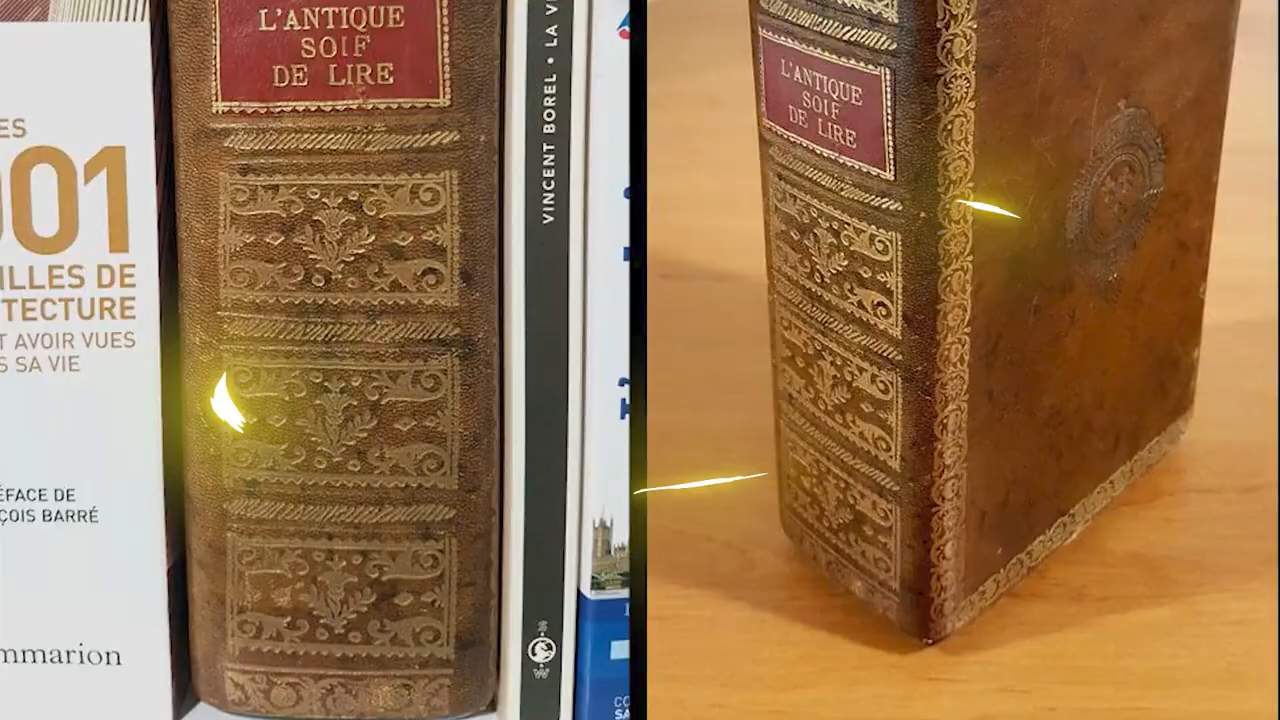 L'ANTIQUE
SOIF
DE LIRE
ES
001
ILLES DE
TECTURE
T AVOIR VUES
S SA VIE
ÉFACE DE
ÇOIS BARRÉ
mmarion
VINCENT BOREL • LA V
L'ANTIQUE
SOIF
DE LIRE